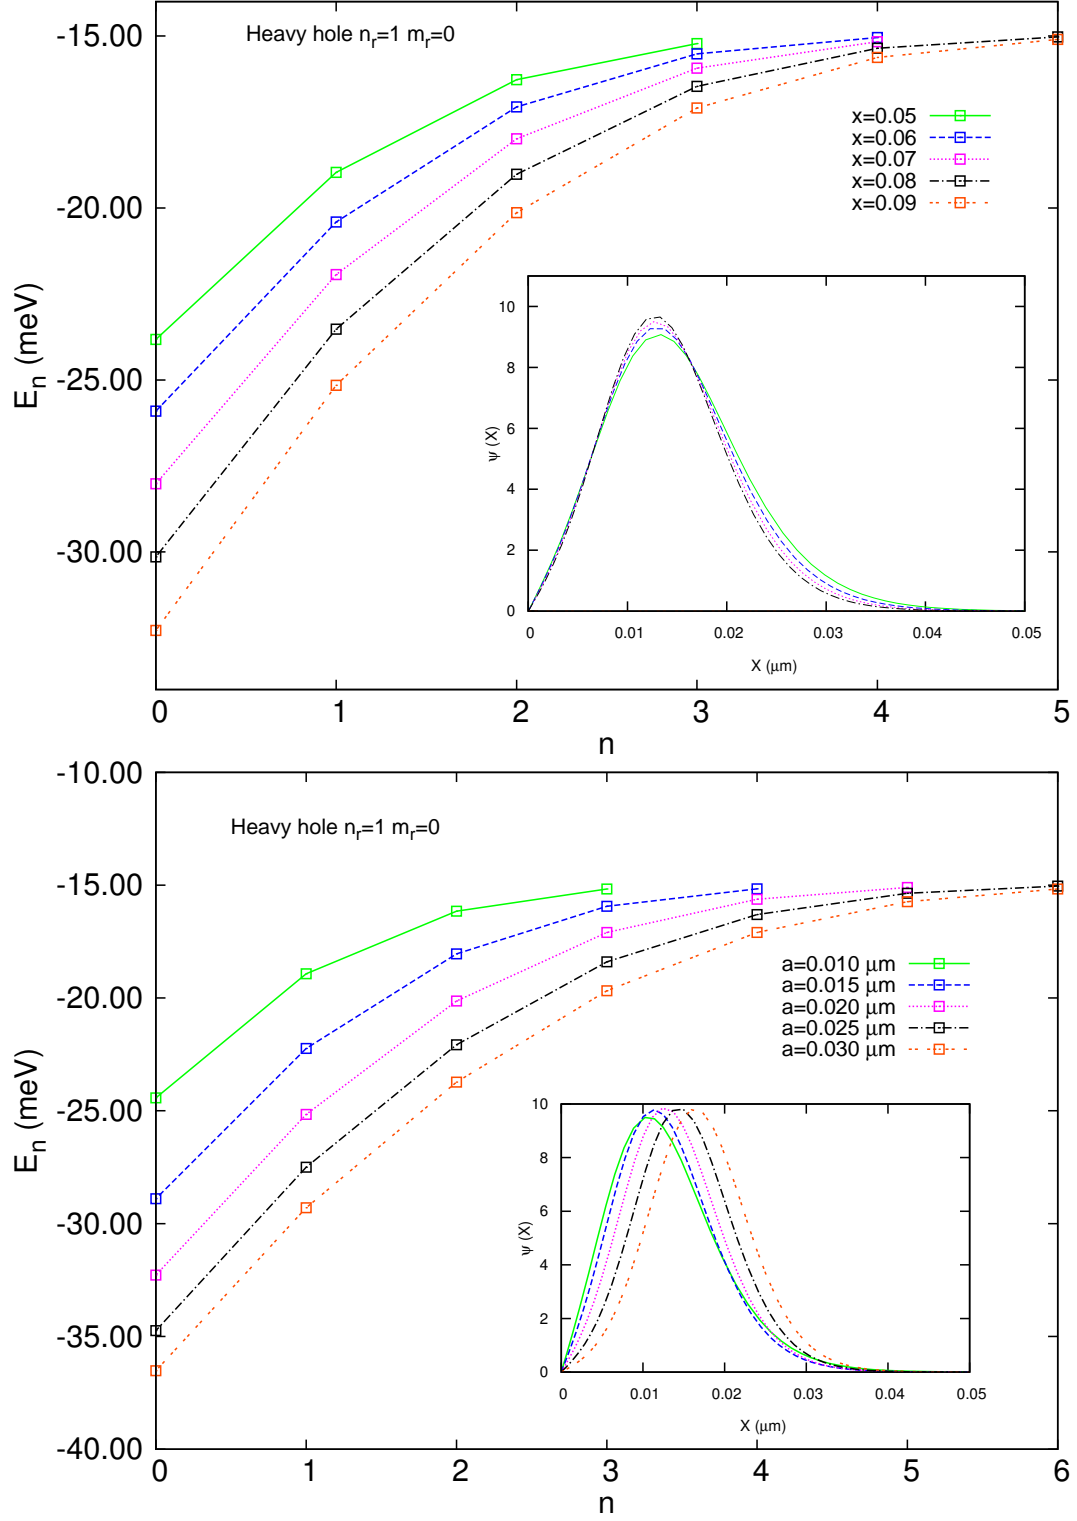 Heavy hole n_r=1 m_r=0
-15.00
-20.00
-25.00
-30.00
E_n (meV)
x=0.05
x=0.06
x=0.07
x=0.08
x=0.09
10
8
6
4
2
0
ψ (X)
0 0.01 0.02 0.03 0.04 0.05
X (μm)
0 1 2 3 4 5
n
-10.00
-15.00
-20.00
-25.00
-30.00
-35.00
-40.00
E_n (meV)
Heavy hole n_r=1 m_r=0
a=0.010 μm
a=0.015 μm
a=0.020 μm
a=0.025 μm
a=0.030 μm
10
8
6
4
2
0
ψ (X)
0 0.01 0.02 0.03 0.04 0.05
X (μm)
0 1 2 3 4 5 6
n